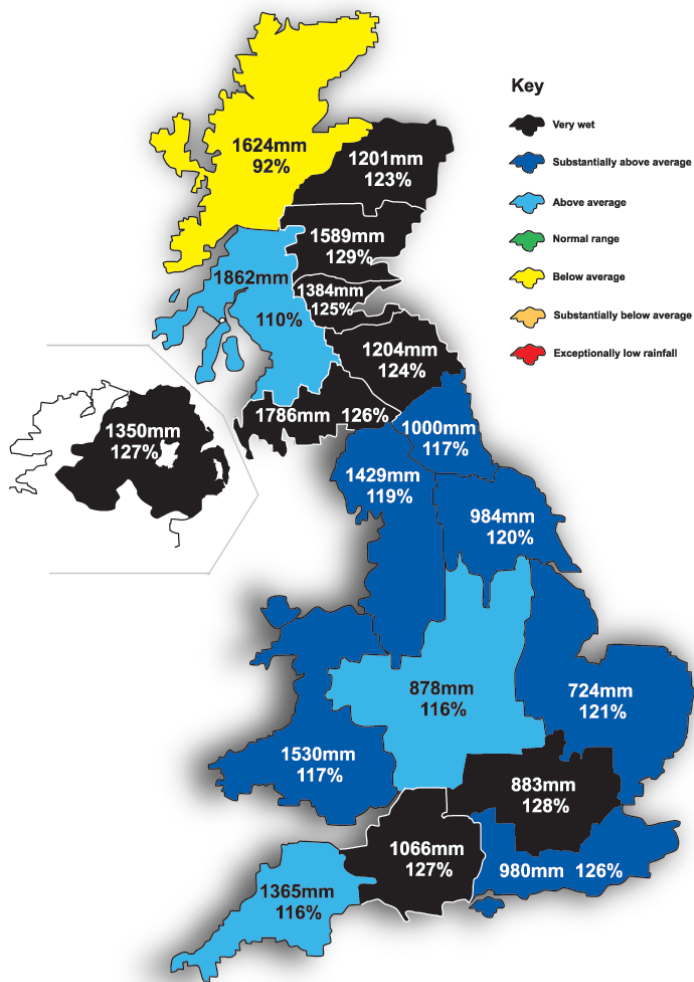 Key
Very wet
Substantially above average
Above average
Normal range
Below average
Substantially below average
Exceptionally low rainfall
1624mm
92%
1201mm
123%
1589mm
129%
1862mm
110%
1384mm
125%
1204mm
124%
1786mm 126%
1350mm
127%
1000mm
117%
1429mm
119%
984mm
120%
878mm
116%
724mm
121%
1530mm
117%
883mm
128%
1066mm
127%
980mm 126%
1365mm
116%